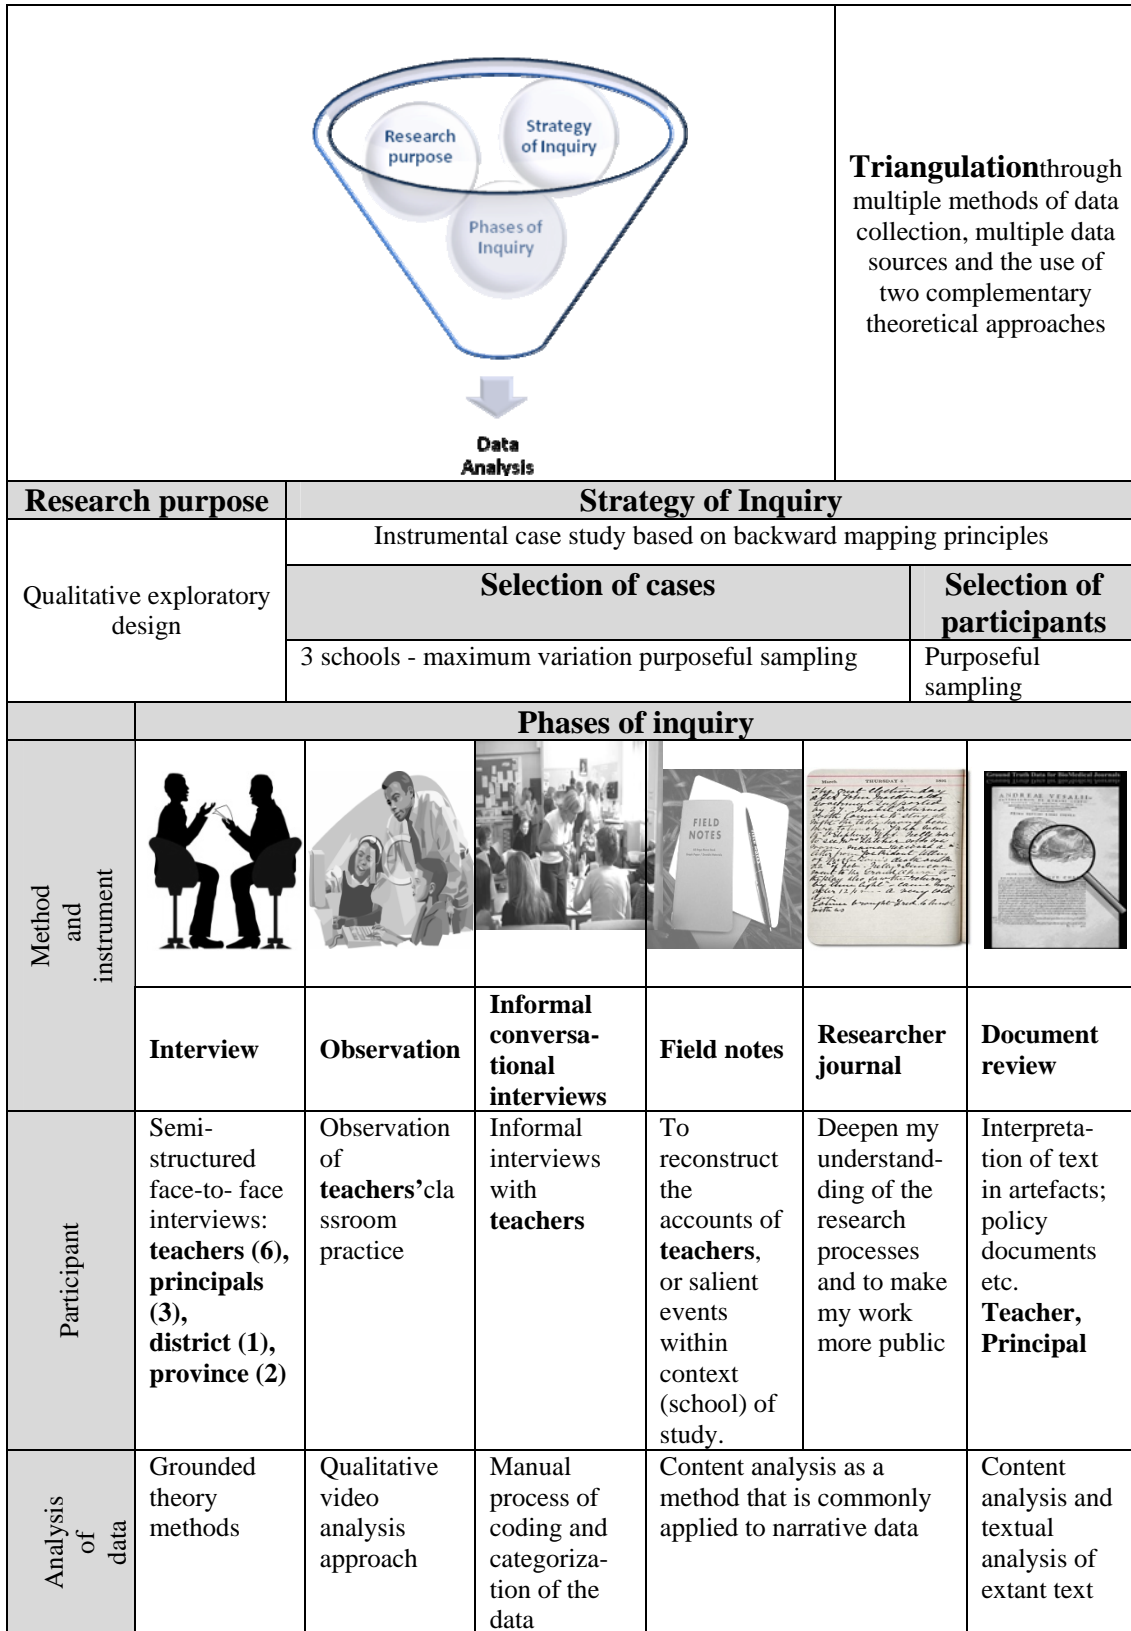 Research
purpose
Strategy
of Inquiry
Phases of
Inquiry
Data
Analysis
Triangulationthrough
multiple methods of data
collection, multiple data
sources and the use of
two complementary
theoretical approaches
Research purpose
Strategy of Inquiry
Qualitative exploratory
design
Instrumental case study based on backward mapping principles
Selection of cases
Selection of
participants
3 schools - maximum variation purposeful sampling
Purposeful
sampling
Phases of inquiry
Method
and
instrument
FIELD
NOTES
March THURSDAY
Ground Truth Data for BioMedical Journals
Interview
Observation
Informal
conversa-
tional
interviews
Field notes
Researcher
journal
Document
review
Participant
Semi-
structured
face-to- face
interviews:
teachers (6),
principals
(3),
district (1),
province (2)
Observation
of
teachers’cla
ssroom
practice
Informal
interviews
with
teachers
To
reconstruct
the
accounts of
teachers,
or salient
events
within
context
(school) of
study.
Deepen my
understand-
ding of the
research
processes
and to make
my work
more public
Interpreta-
tion of text
in artefacts;
policy
documents
etc.
Teacher,
Principal
Analysis
of
data
Grounded
theory
methods
Qualitative
video
analysis
approach
Manual
process of
coding and
categoriza-
tion of the
data
Content analysis as a
method that is commonly
applied to narrative data
Content
analysis and
textual
analysis of
extant text